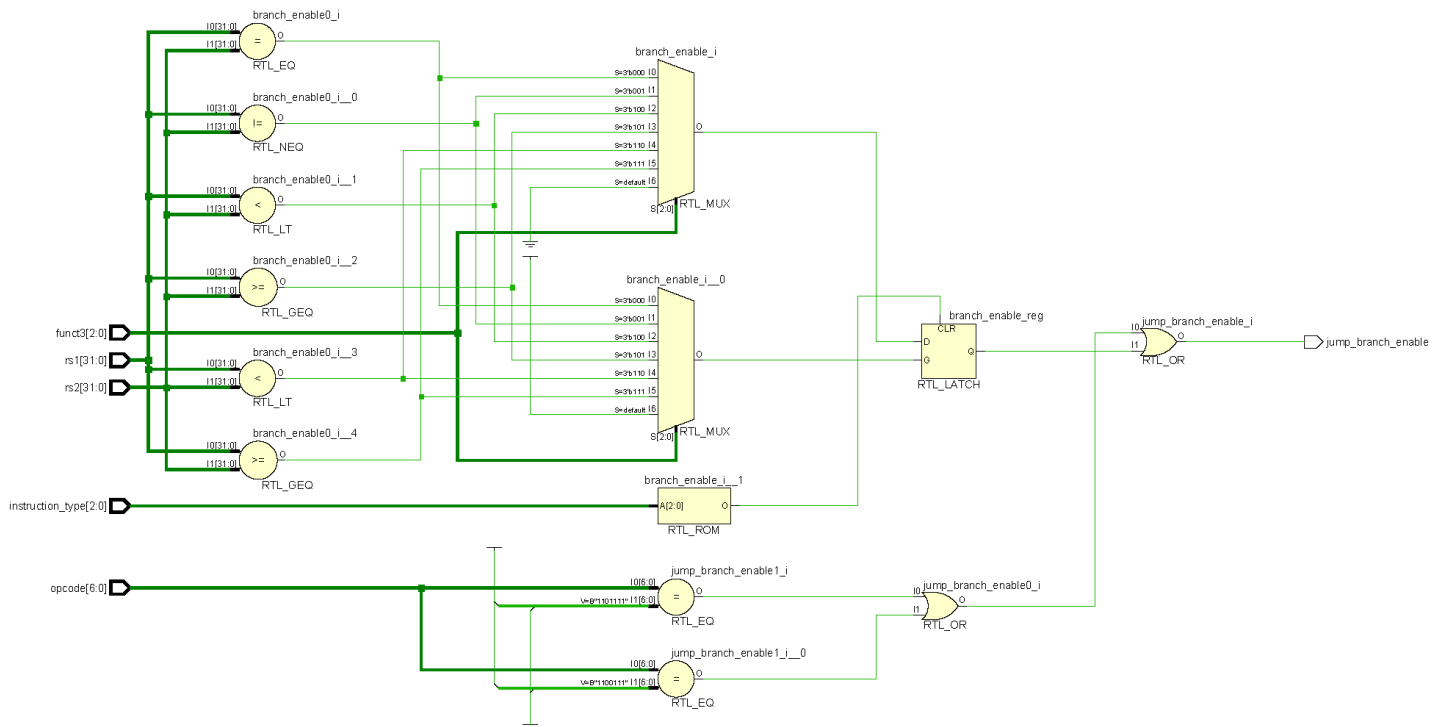 branch_enable0_i
I0[31:0]
I1[31:0]
=
O
RTL_EQ
branch_enable0_i__0
I0[31:0]
I1[31:0]
!=
O
RTL_NEQ
branch_enable0_i__1
I0[31:0]
I1[31:0]
<
O
RTL_LT
branch_enable0_i__2
I0[31:0]
I1[31:0]
>=
O
RTL_GEQ
funct3[2:0]
rs1[31:0]
rs2[31:0]
branch_enable0_i__3
I0[31:0]
I1[31:0]
<
O
RTL_LT
branch_enable0_i__4
I0[31:0]
I1[31:0]
>=
O
RTL_GEQ
branch_enable_i
S=3'b000 I0
S=3'b001 I1
S=3'b100 I2
S=3'b101 I3
S=3'b110 I4
S=3'b111 I5
S=default I6
S[2:0]
O
RTL_MUX
branch_enable_i__0
S=3'b000 I0
S=3'b001 I1
S=3'b100 I2
S=3'b101 I3
S=3'b110 I4
S=3'b111 I5
S=default I6
S[2:0]
O
RTL_MUX
instruction_type[2:0]
branch_enable_i__1
A[2:0] O
RTL_ROM
branch_enable_reg
CLR
D
G
Q
RTL_LATCH
opcode[6:0]
jump_branch_enable1_i
I0[6:0]
V=B"1101111" I1[6:0]
=
O
RTL_EQ
jump_branch_enable1_i__0
I0[6:0]
V=B"1100111" I1[6:0]
=
O
RTL_EQ
jump_branch_enable0_i
I0
I1
O
RTL_OR
jump_branch_enable_i
I0
I1
O
RTL_OR
jump_branch_enable